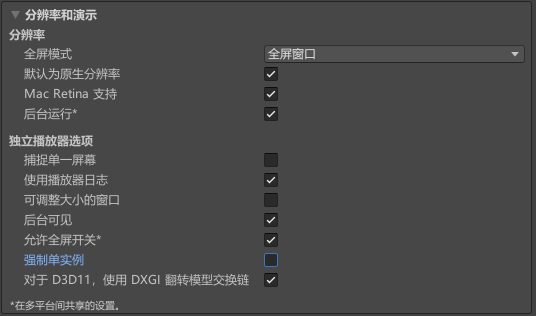 分辨率和演示
分辨率
全屏模式 全屏窗口
默认为原生分辨率
Mac Retina 支持
后台运行*
独立播放器选项
捕捉单一屏幕
使用播放器日志
可调整大小的窗口
后台可见
允许全屏开关*
强制单实例
对于 D3D11，使用 DXGI 翻转模型交换链
*在多平台间共享的设置。